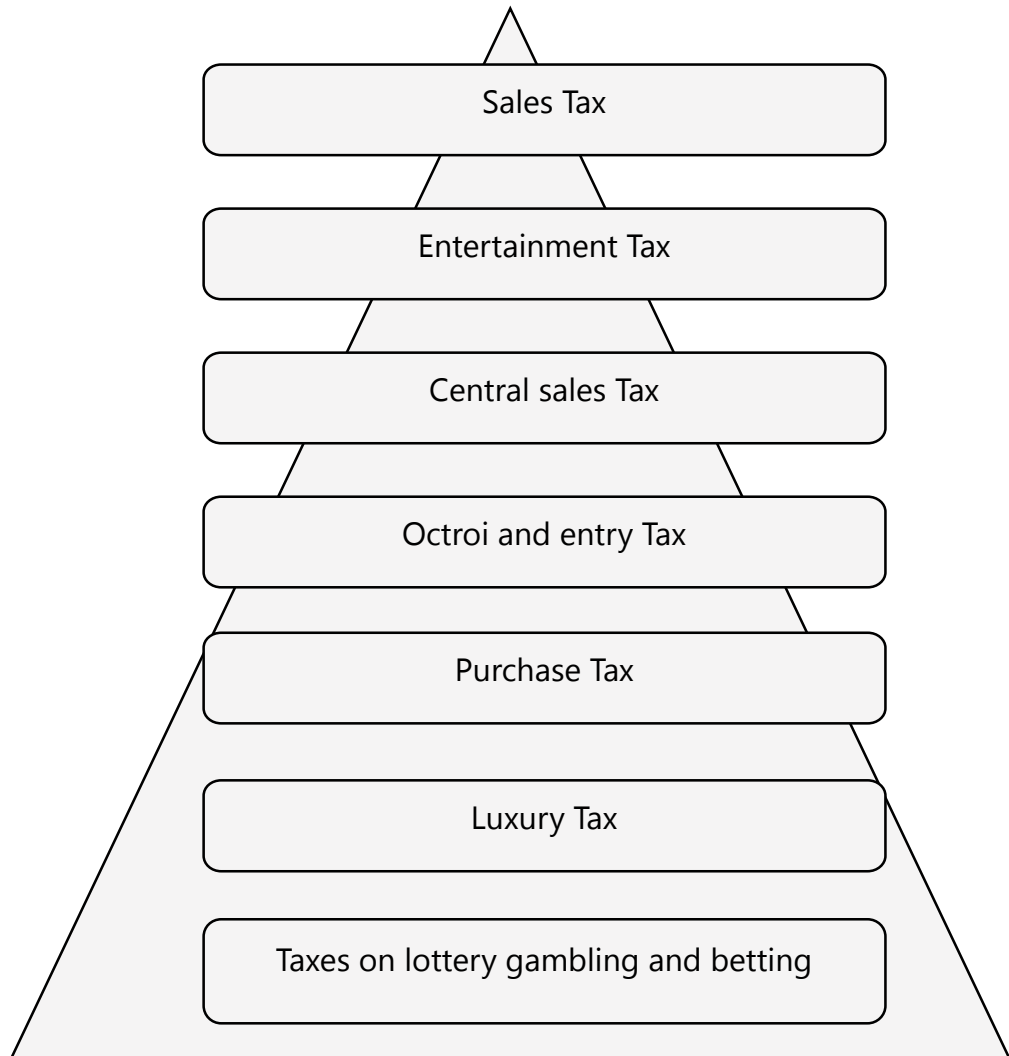 Sales Tax
Entertainment Tax
Central sales Tax
Octroi and entry Tax
Purchase Tax
Luxury Tax
Taxes on lottery gambling and betting